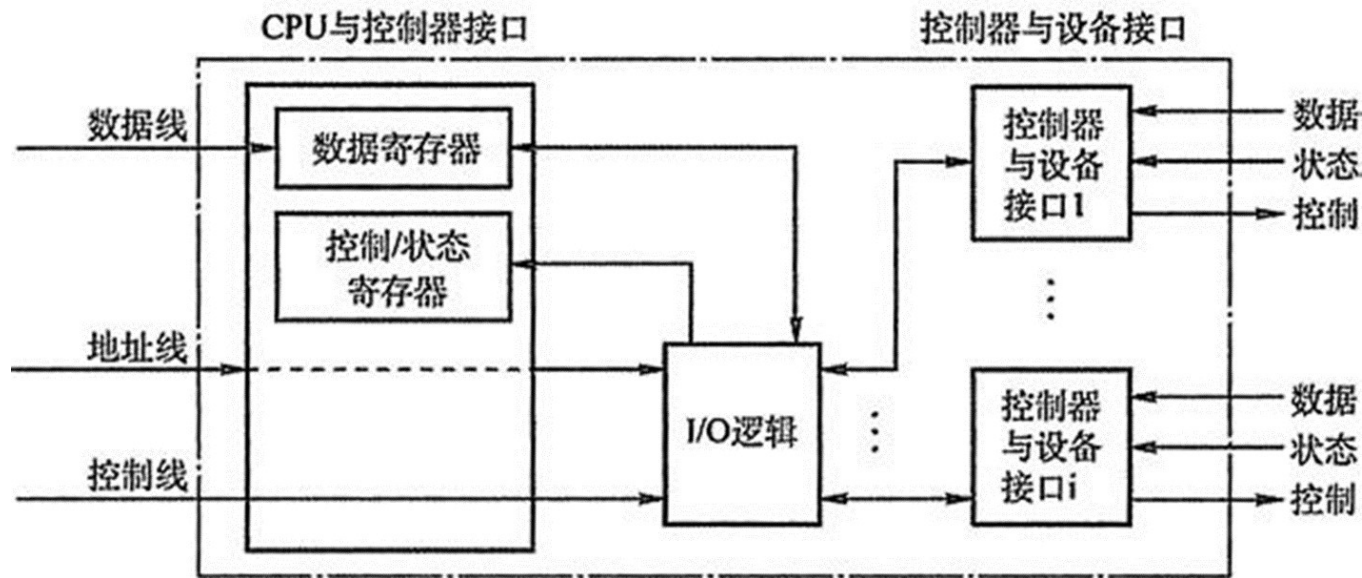 CPU与控制器接口
控制器与设备接口
数据线
数据寄存器
控制/状态
寄存器
地址线
控制线
I/O逻辑
控制器
与设备
接口1
数据
状态
控制
控制器
与设备
接口i
数据
状态
控制